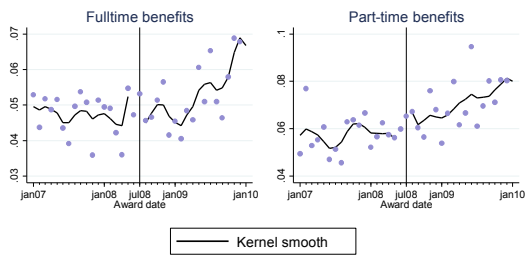 Fulltime benefits
.07
.06
.05
.04
.03
jan07 jan08 jul08 jan09 jan10
Award date
Part-time benefits
.1
.08
.06
.04
jan07 jan08 jul08 jan09 jan10
Award date
Kernel smooth